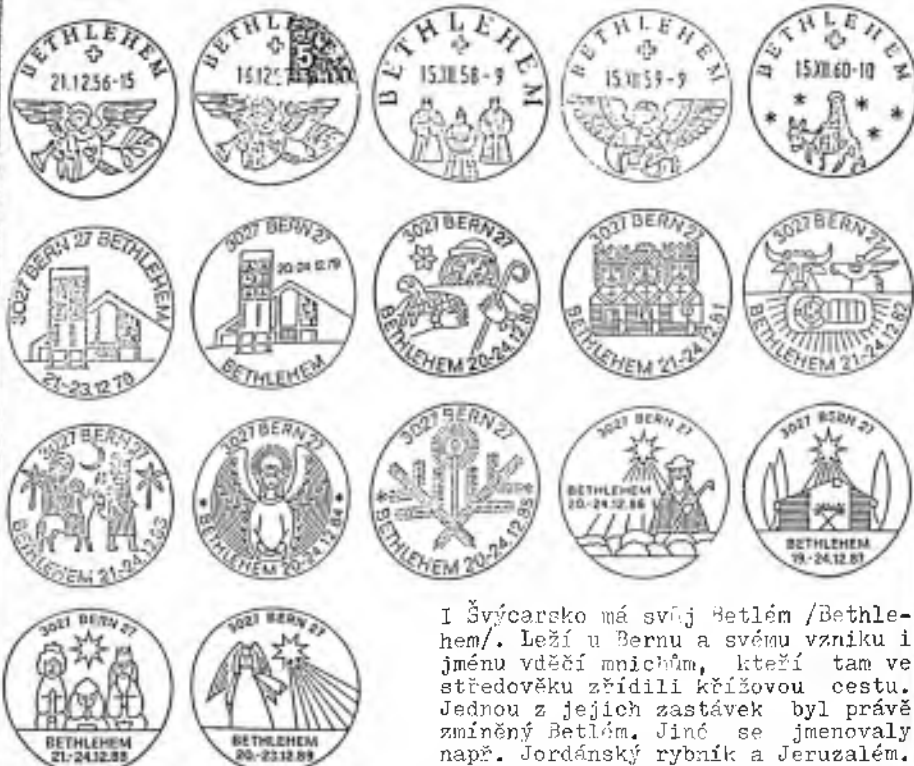 BETHLEHEM
21.12.56-15
BETHLEHEM
BETHLEHEM
15.XII.58-9
BETHLEHEM
15.XII.59-9
BETHLEHEM
15.XII.60-10
3027 BERN 27 BETHLEHEM
21.-23.12.78
3027 BERN 27
20-24.12.79
BETHLEHEM
3027 BERN 27
BETHLEHEM 20-24.12.80
3027 BERN 27
BETHLEHEM 21.-24.12.81
3027 BERN 27
BETHLEHEM 21.-24.12.82
3027 BERN 27
BETHLEHEM 21.-24.12.83
3027 BERN 27
BETHLEHEM 20-24.12.84
3027 BERN 27
BETHLEHEM 20-24.12.85
3027 BERN 27
BETHLEHEM
20.-24.12.86
3027 BERN 27
BETHLEHEM
19.-24.12.87
3027 BERN 27
BETHLEHEM
21.-24.12.88
3027 BERN 27
BETHLEHEM
20.-23.12.89
I Švýcarsko má svůj Betlém /Bethle-
hem/. Leží u Bernu a svému vzniku i
jménu vděčí mnichům, kteří tam ve
středověku zřídili křížovou cestu.
Jednou z jejich zastávek byl právě
zmíněný Betlém. Jiné se jmenovaly
např. Jordánský rybník a Jeruzalém.